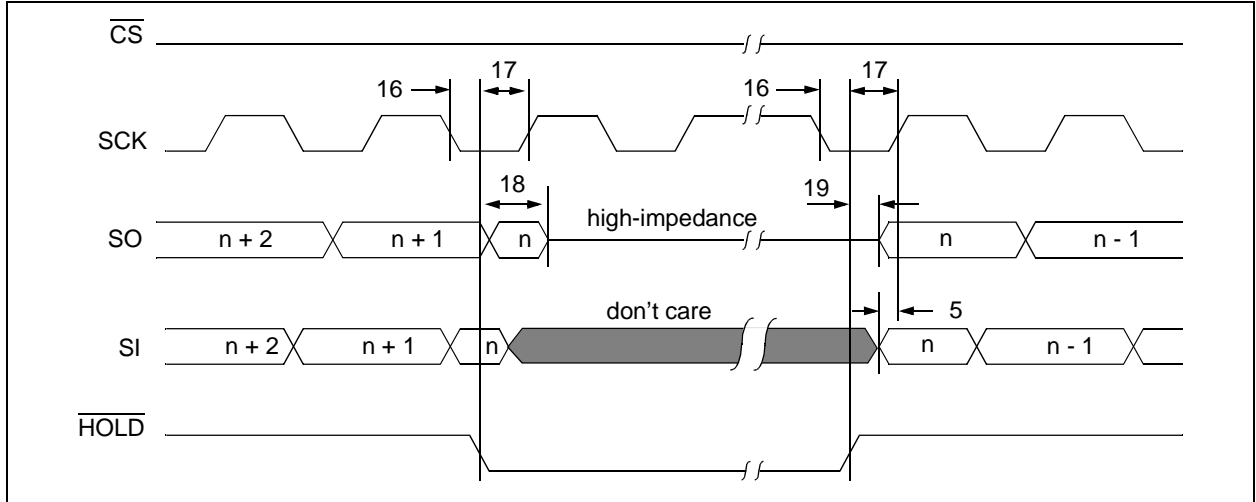 CS
17
17
16
16
SCK
18
19
high-impedance
SO
n + 2
n + 1
n
n
n - 1
don't care
5
SI
n + 2
n + 1
n
n
n - 1
HOLD